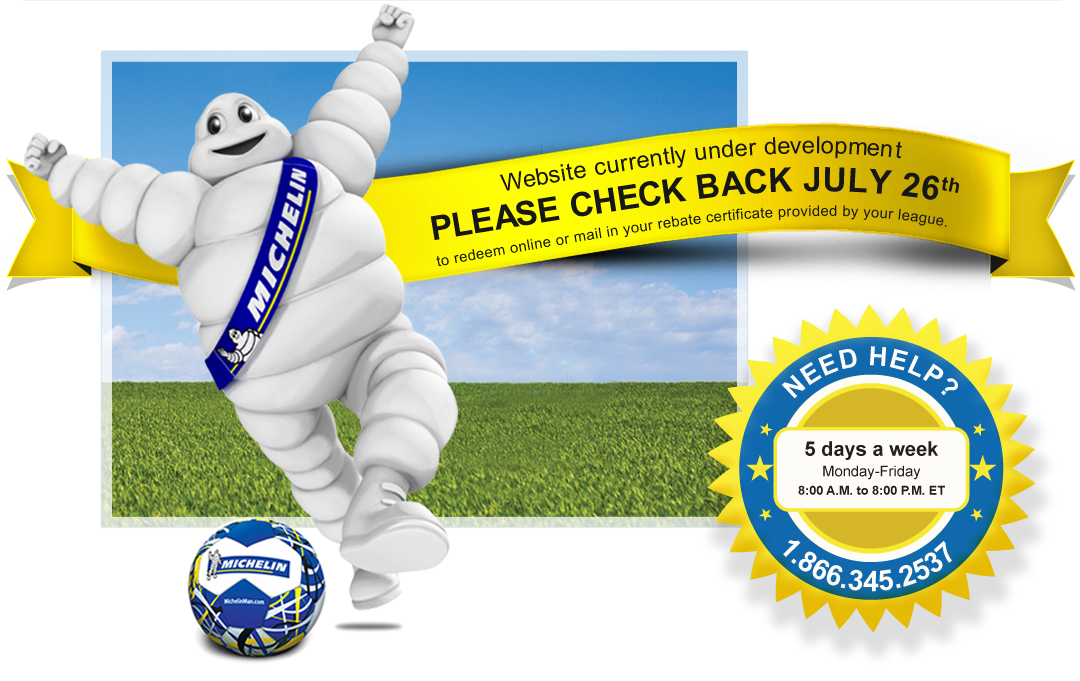 Website currently under development
PLEASE CHECK BACK JULY 26th
to redeem online or mail in your rebate certificate provided by your league.
MICHELIN
NEED HELP?
5 days a week
Monday-Friday
8:00 A.M. to 8:00 P.M. ET
1.866.345.2537
MICHELIN
MichelinMan.com